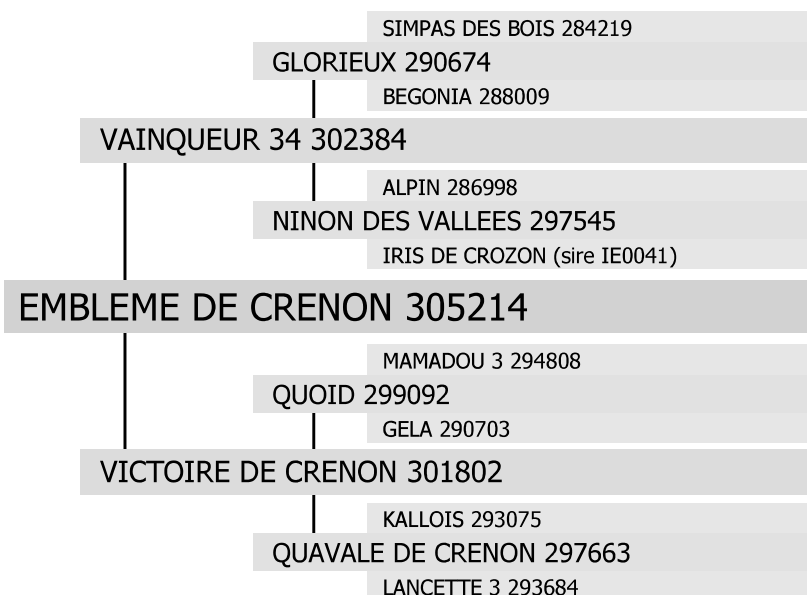 SIMPAS DES BOIS 284219
GLORIEUX 290674
BEGONIA 288009
VAINQUEUR 34 302384
ALPIN 286998
NINON DES VALLEES 297545
IRIS DE CROZON (sire IE0041)
EMBLEME DE CRENON 305214
MAMADOU 3 294808
QUOID 299092
GELA 290703
VICTOIRE DE CRENON 301802
KALLOIS 293075
QUAVALE DE CRENON 297663
LANCETTE 3 293684